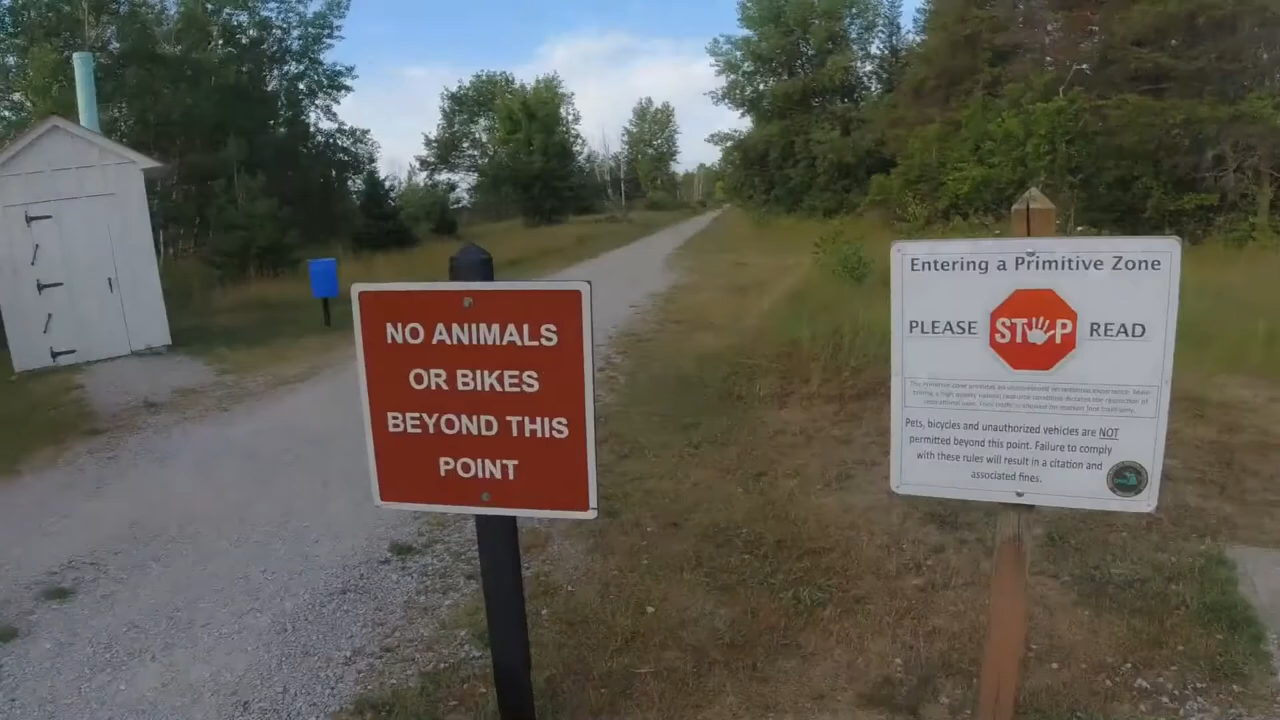 NO ANIMALS
OR BIKES
BEYOND THIS
POINT
Entering a Primitive Zone
PLEASE STOP READ
Pets, bicycles and unauthorized vehicles are NOT
permitted beyond this point. Failure to comply
with these rules will result in a citation and
associated fines.